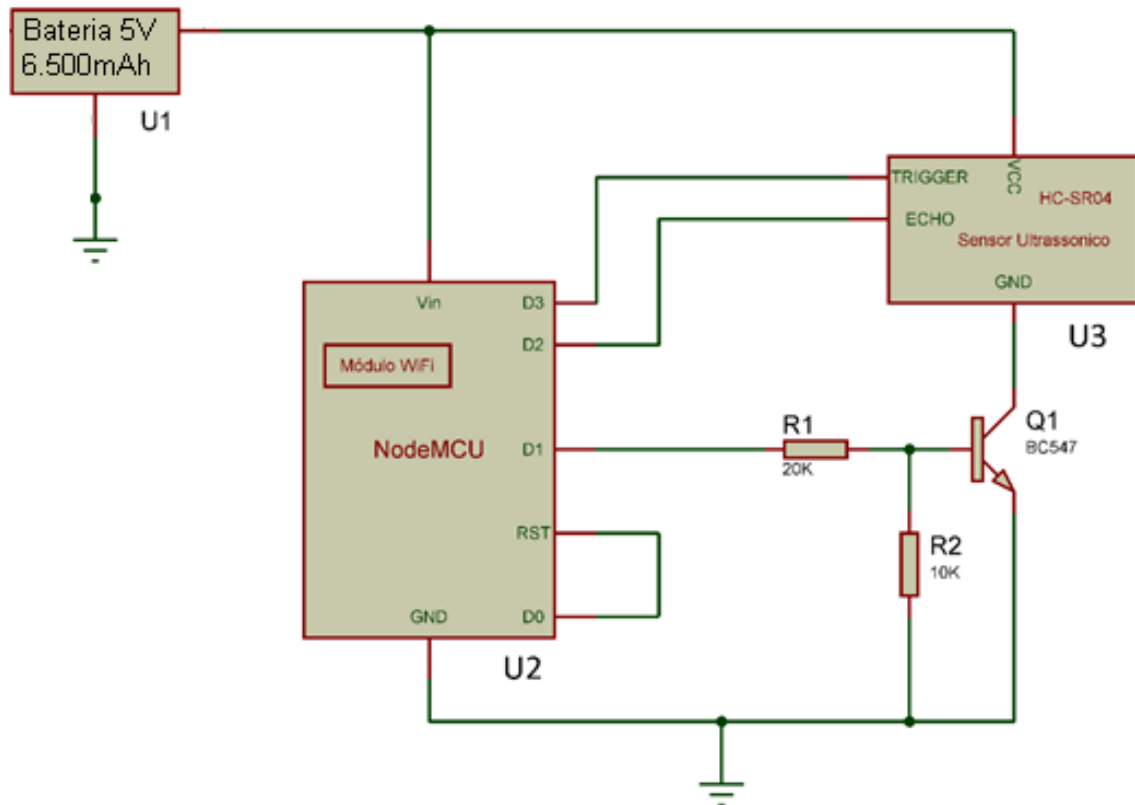 Bateria 5V
6.500mAh
U1
TRIGGER
VCC
HC-SR04
ECHO
Sensor Ultrassonico
GND
U3
Vin
D3
D2
Módulo WiFi
NodeMCU
D1
RST
GND
D0
U2
R1
20K
Q1
BC547
R2
10K